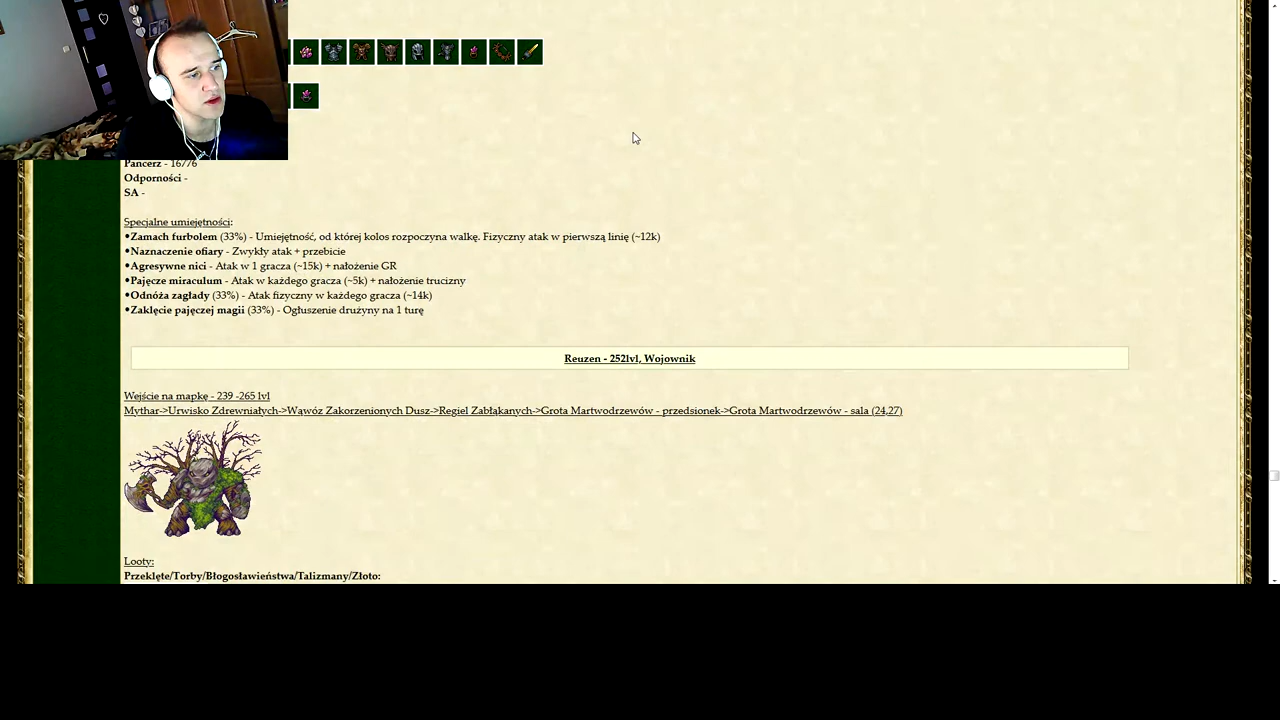 Pancerz - 16/76
Odporności -
SA -
Specjalne umiejętności:
•Zamach furbolem (33%) - Umiejętność, od której kolos rozpoczyna walkę. Fizyczny atak w pierwszą linię (~12k)
•Naznaczenie ofiary - Zwykły atak + przebicie
•Agresywne nici - Atak w 1 gracza (~15k) + nałożenie GR
•Pajęcze miraculum - Atak w każdego gracza (~5k) + nałożenie trucizny
•Odnóża zagłady (33%) - Atak fizyczny w każdego gracza (~14k)
•Zaklęcie pajęczej magii (33%) - Ogłuszenie drużyny na 1 turę
Reuzen - 252lvl, Wojownik
Wejście na mapkę - 239 -265 lvl
Mythar->Urwisko Zdrewniałych->Wąwóz Zakorzenionych Dusz->Regiel Zabłąkanych->Grota Martwodrzewów - przedsionek->Grota Martwodrzewów - sala (24,27)
Looty:
Przeklęte/Torby/Błogosławieństwa/Talizmany/Złoto: